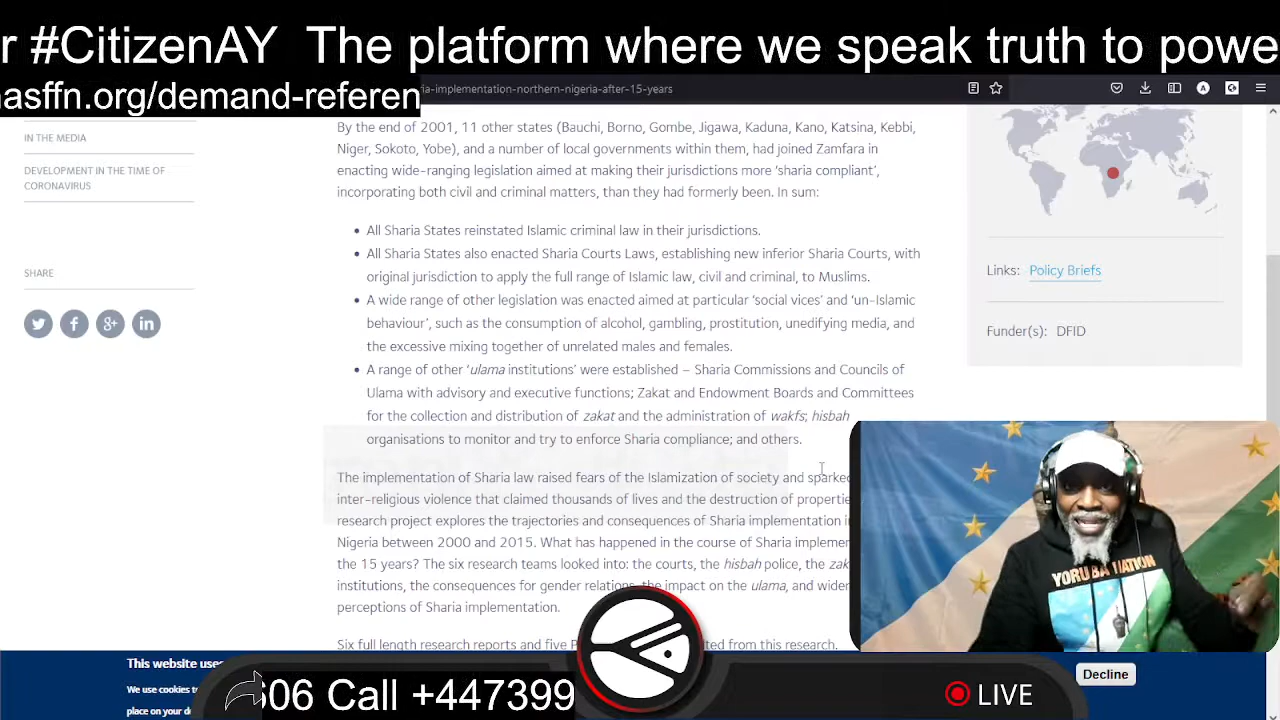 r #CitizenAY The platform where we speak truth to powe
nasffn.org/demand-referen
ia-implementation-northern-nigeria-after-15-years
IN THE MEDIA
DEVELOPMENT IN THE TIME OF
CORONAVIRUS
SHARE
By the end of 2001, 11 other states (Bauchi, Borno, Gombe, Jigawa, Kaduna, Kano, Katsina, Kebbi,
Niger, Sokoto, Yobe), and a number of local governments within them, had joined Zamfara in
enacting wide-ranging legislation aimed at making their jurisdictions more 'sharia compliant',
incorporating both civil and criminal matters, than they had formerly been. In sum:
• All Sharia States reinstated Islamic criminal law in their jurisdictions.
• All Sharia States also enacted Sharia Courts Laws, establishing new inferior Sharia Courts, with
original jurisdiction to apply the full range of Islamic law, civil and criminal, to Muslims.
• A wide range of other legislation was enacted aimed at particular 'social vices' and 'un-Islamic
behaviour', such as the consumption of alcohol, gambling, prostitution, unedifying media, and
the excessive mixing together of unrelated males and females.
• A range of other 'ulama institutions' were established – Sharia Commissions and Councils of
Ulama with advisory and executive functions; Zakat and Endowment Boards and Committees
for the collection and distribution of zakat and the administration of wakfs; hisbah
organisations to monitor and try to enforce Sharia compliance; and others.
The implementation of Sharia law raised fears of the Islamization of society and sparked
inter-religious violence that claimed thousands of lives and the destruction of properti
research project explores the trajectories and consequences of Sharia implementation i
Nigeria between 2000 and 2015. What has happened in the course of Sharia implemen
the 15 years? The six research teams looked into: the courts, the hisbah police, the zak
institutions, the consequences for gender relations, the impact on the ulama, and wider
perceptions of Sharia implementation.
Six full length research reports and five P ted from this research.
Links: Policy Briefs
Funder(s): DFID
YORUBA NATION
This website uses
We use cookies to
place on your de
Decline
606 Call +447399
LIVE